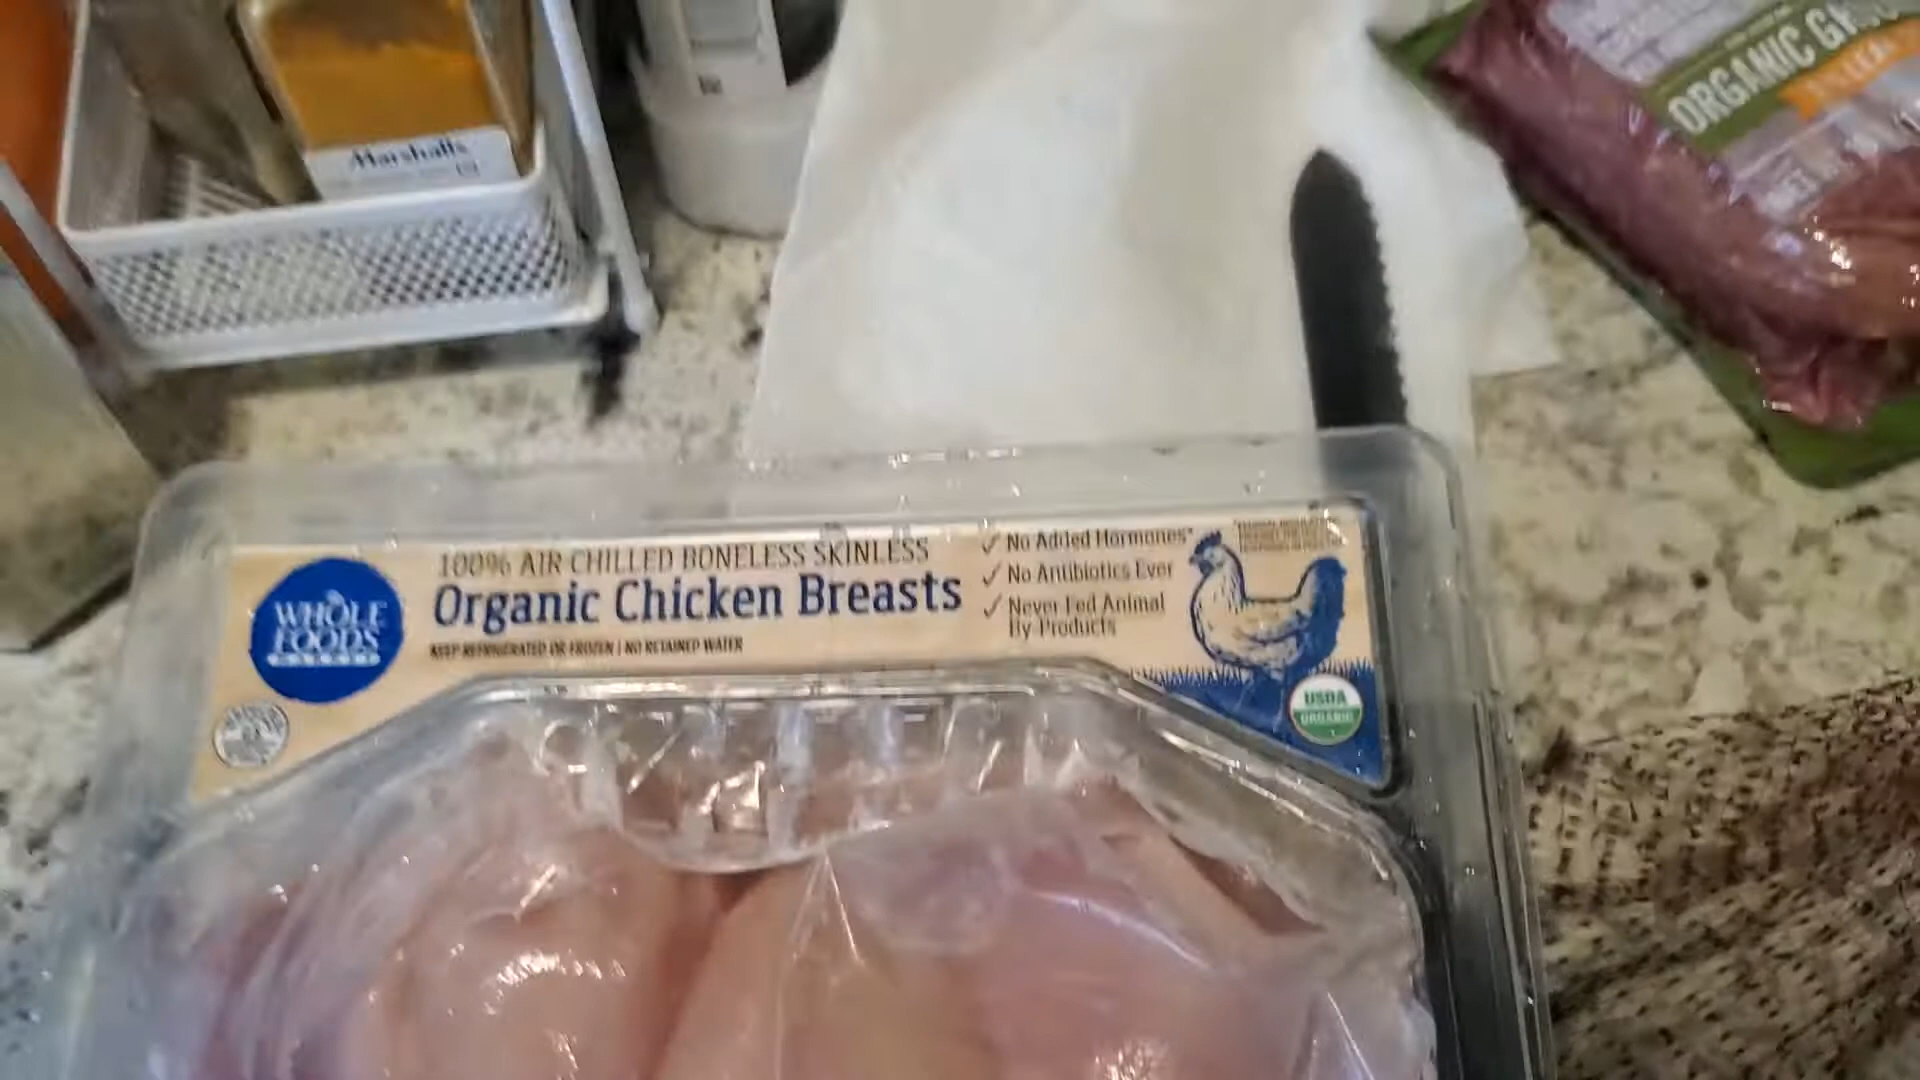 Marshalls
ORGANIC
100% AIR CHILLED BONELESS SKINLESS
Organic Chicken Breasts
KEEP REFRIGERATED OR FROZEN | NO RETAINED WATER
WHOLE
FOODS
MARKET
✓ No Added Hormones*
✓ No Antibiotics Ever
✓ Never Fed Animal
By-Products
USDA
ORGANIC